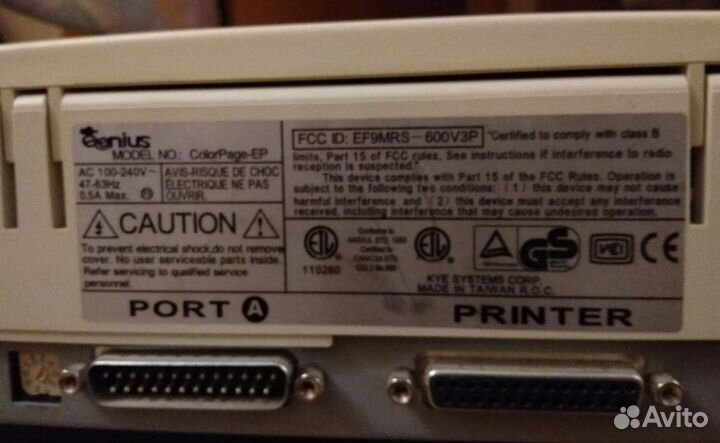 Genius
MODEL NO.: ColorPage-EP
AC 100-240V~
47-63Hz
0.5A Max.
AVIS-RISQUE DE CHOC
ÉLECTRIQUE NE PAS
OUVRIR.
CAUTION
To prevent electrical shock,do not remove
cover. No user serviceable parts inside.
Refer servicing to qualified service
personnel.
FCC ID: EF9MRS-600V3P "Certified to comply with class B
limits, Part 15 of FCC rules. See instructions if interference to radio
reception is suspected."
This device complies with Part 15 of the FCC Rules. Operation is
subject to the following two conditions: (1) this device may not cause
harmful interference, and (2) this device must accept any interference
received, including interference that may cause undesired operation.
110260
Conforms to
Certified to
GS
CE
KYE SYSTEMS CORP.
MADE IN TAIWAN R.O.C.
PORT A
PRINTER
Avito